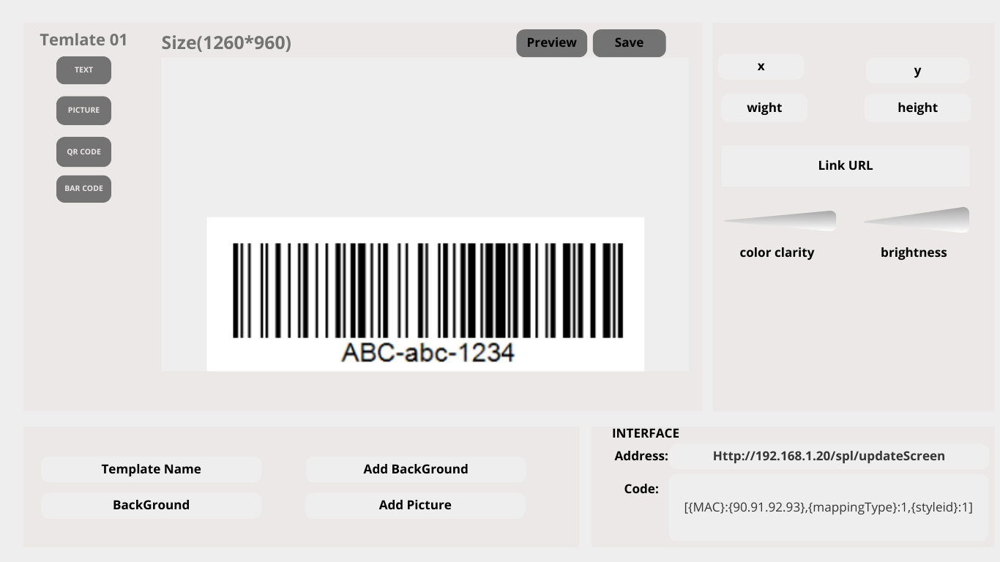 Temlate 01
Size(1260*960)
Preview
Save
TEXT
PICTURE
QR CODE
BAR CODE
ABC-abc-1234
x
y
wight
height
Link URL
color clarity
brightness
Template Name
Add BackGround
BackGround
Add Picture
INTERFACE
Address:
Http://192.168.1.20/spl/updateScreen
Code:
[{MAC}:{90.91.92.93},{mappingType}:1,{styleid}:1]